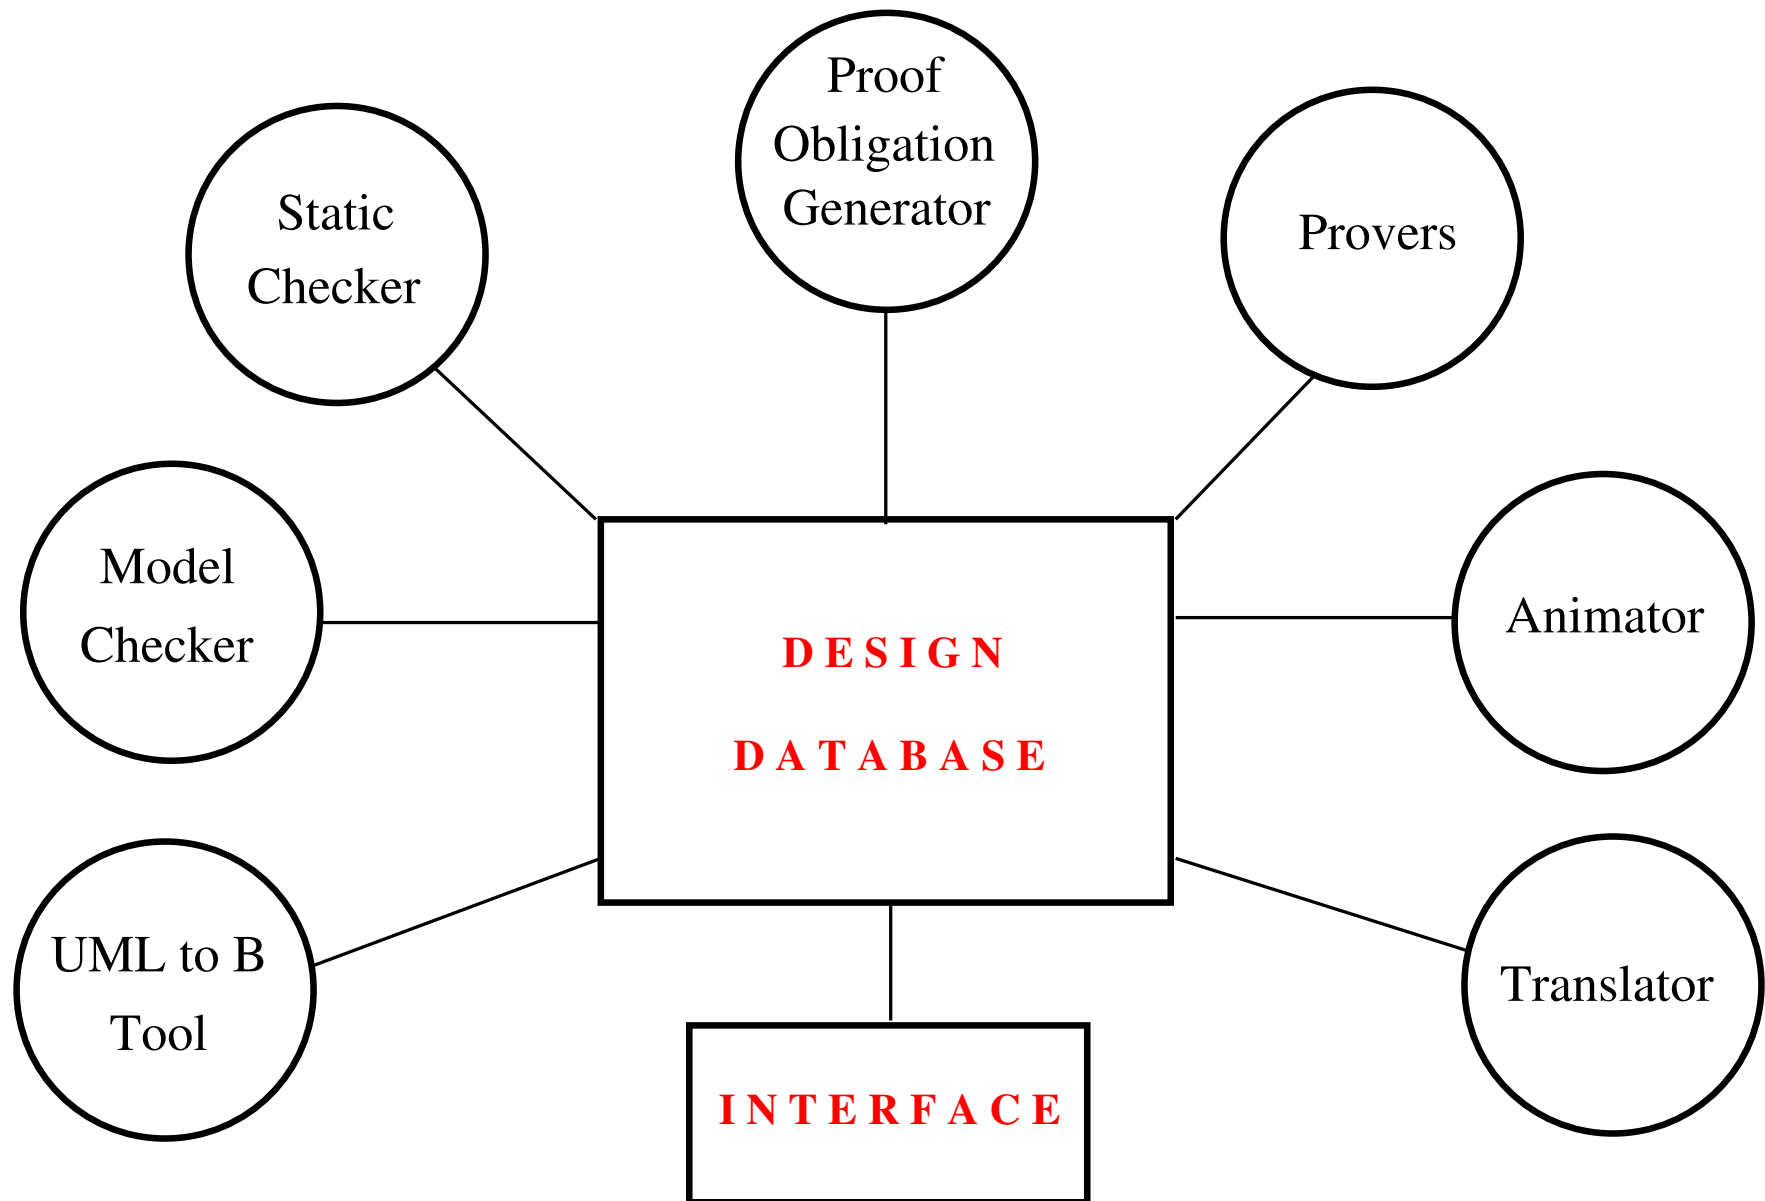 Proof
Obligation
Generator
Static
Checker
Provers
Model
Checker
Animator
DESIGN
DATABASE
UML to B
Tool
Translator
INTERFACE